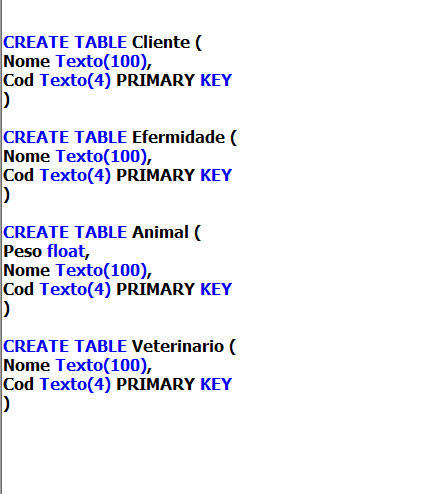 CREATE TABLE Cliente (
Nome Texto(100),
Cod Texto(4) PRIMARY KEY
)
CREATE TABLE Efermidade (
Nome Texto(100),
Cod Texto(4) PRIMARY KEY
)
CREATE TABLE Animal (
Peso float,
Nome Texto(100),
Cod Texto(4) PRIMARY KEY
)
CREATE TABLE Veterinario (
Nome Texto(100),
Cod Texto(4) PRIMARY KEY
)